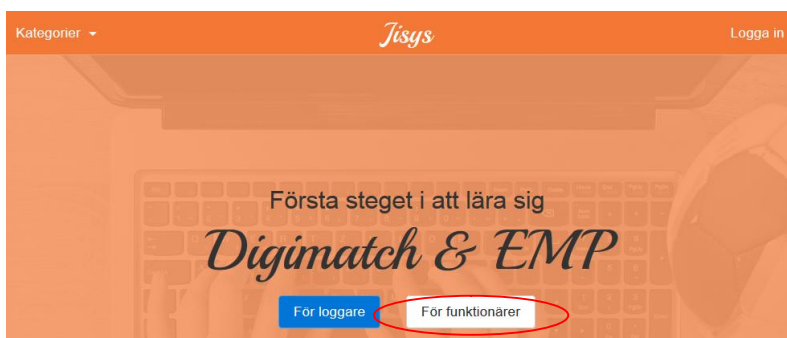 Kategorier
Jisys
Logga in
Första steget i att lära sig
Digimatch & EMP
För loggare
För funktionärer